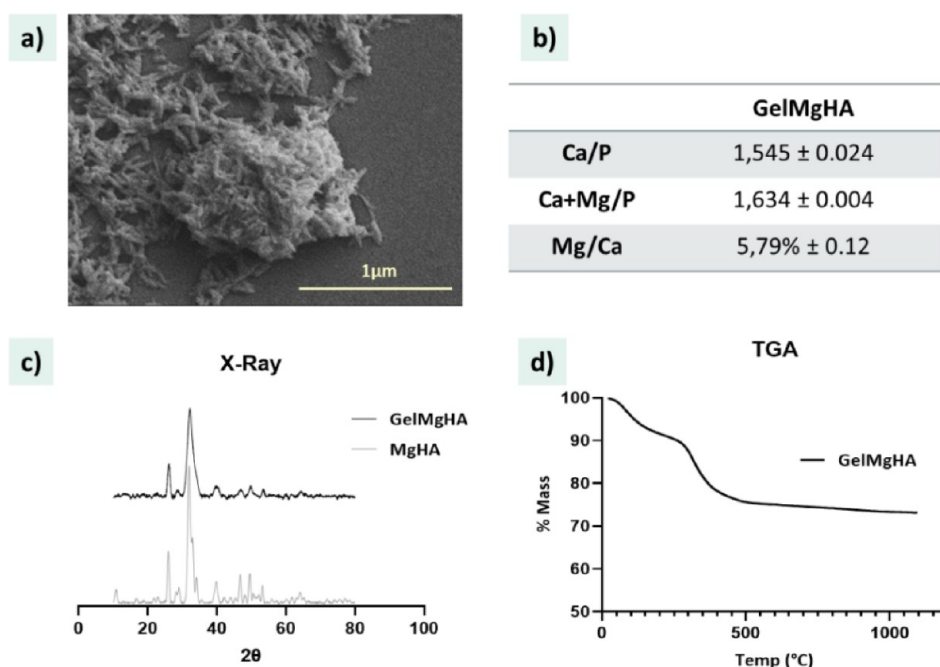 a)
1µm
b)
GelMgHA
Ca/P 1,545 ± 0.024
Ca+Mg/P 1,634 ± 0.004
Mg/Ca 5,79% ± 0.12
c)
X-Ray
GelMgHA
MgHA
0 20 40 60 80 100
2θ
d)
TGA
100
90
80
70
60
50
% Mass
GelMgHA
0 500 1000
Temp (°C)